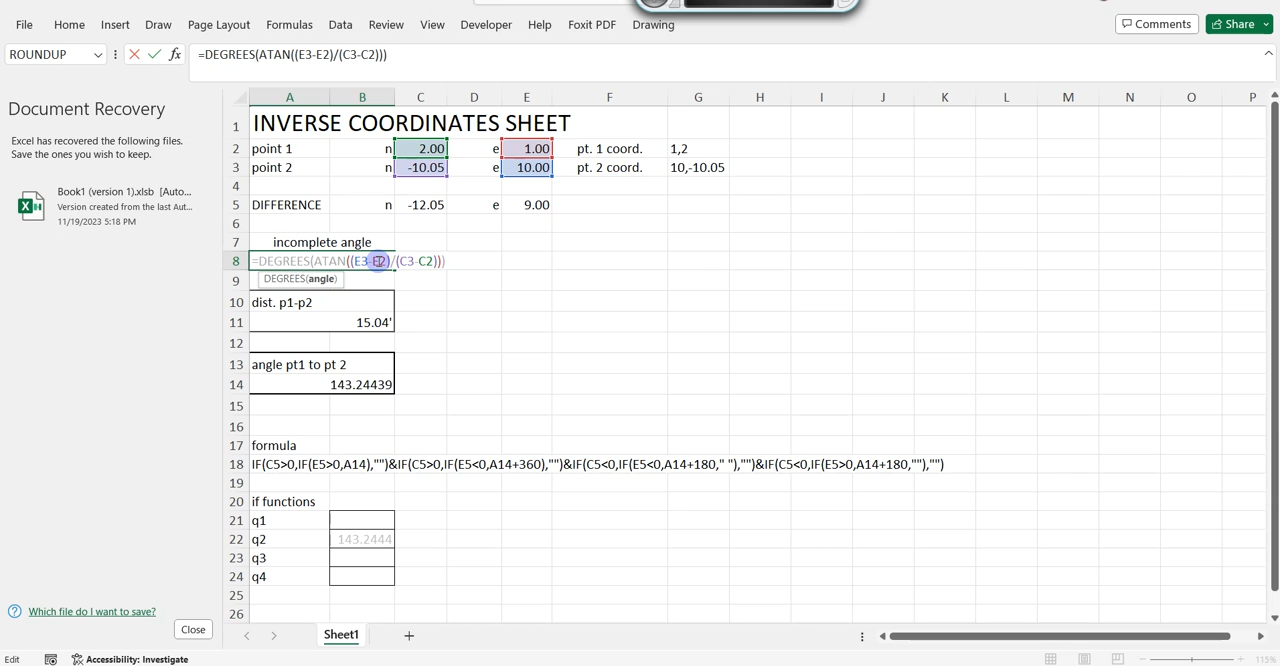 File Home Insert Draw Page Layout Formulas Data Review View Developer Help Foxit PDF Drawing Comments Share
ROUNDUP fx =DEGREES(ATAN((E3-E2)/(C3-C2)))
Document Recovery
Excel has recovered the following files.
Save the ones you wish to keep.
Book1 (version 1).xlsb [Auto...
Version created from the last Aut...
11/19/2023 5:18 PM
Which file do I want to save?
Close
A B C D E F G H I J K L M N O P
1 INVERSE COORDINATES SHEET
2 point 1 n 2.00 e 1.00 pt. 1 coord. 1,2
3 point 2 n -10.05 e 10.00 pt. 2 coord. 10,-10.05
4
5 DIFFERENCE n -12.05 e 9.00
6
7 incomplete angle
8 =DEGREES(ATAN((E3-E2)/(C3-C2)))
9 DEGREES(angle)
10 dist. p1-p2
11 15.04'
12
13 angle pt1 to pt 2
14 143.24439
15
16
17 formula
18 IF(C5>0,IF(E5>0,A14),"")&IF(C5>0,IF(E5<0,A14+360),"")&IF(C5<0,IF(E5<0,A14+180," "),"")&IF(C5<0,IF(E5>0,A14+180,""),"")
19
20 if functions
21 q1
22 q2 143.2444
23 q3
24 q4
25
26
Sheet1
Edit Accessibility: Investigate 115%